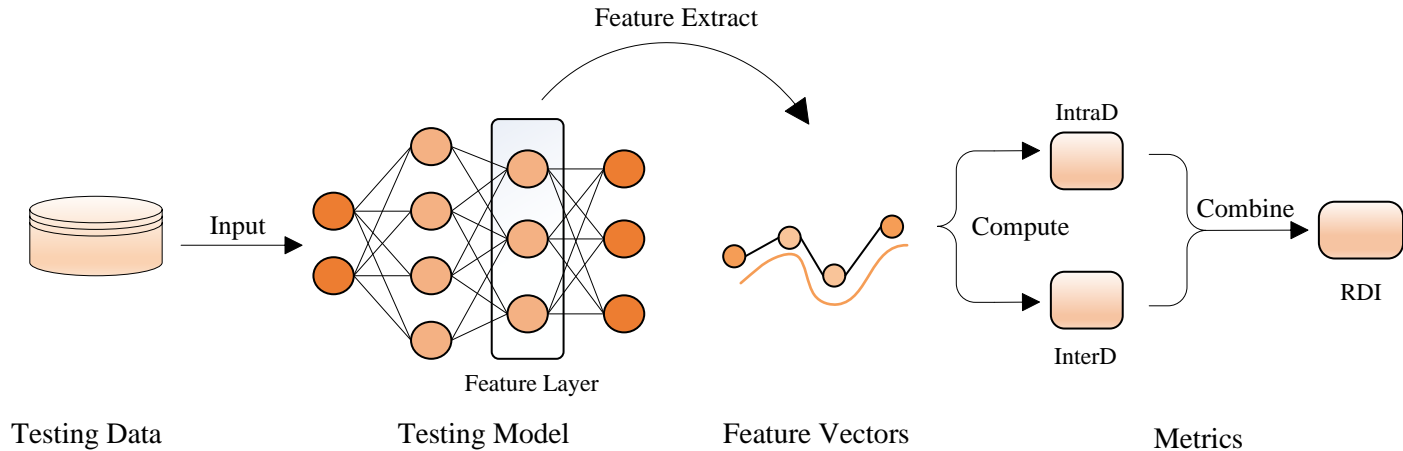 Feature Extract
IntraD
Input
Compute
Combine
RDI
InterD
Feature Layer
Testing Data
Testing Model
Feature Vectors
Metrics